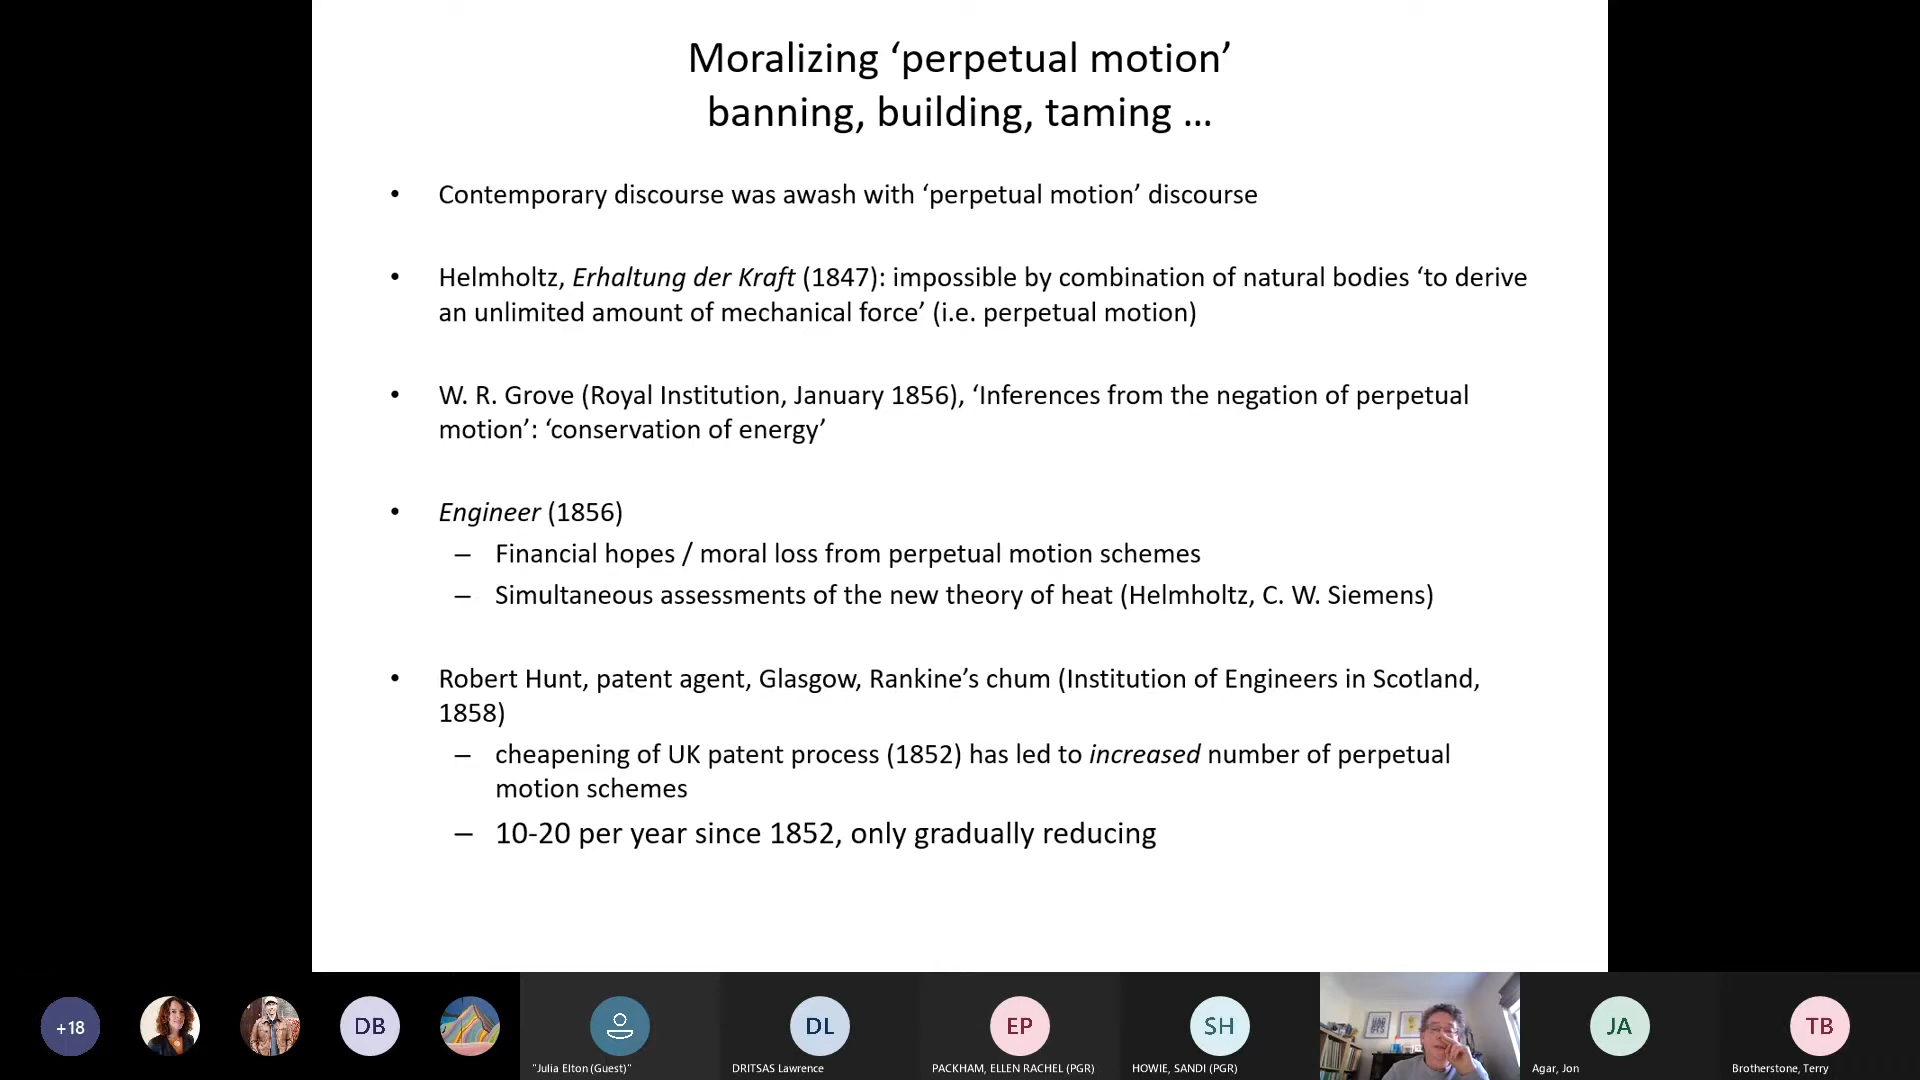 Moralizing ‘perpetual motion’
banning, building, taming …
• Contemporary discourse was awash with ‘perpetual motion’ discourse
• Helmholtz, Erhaltung der Kraft (1847): impossible by combination of natural bodies ‘to derive
an unlimited amount of mechanical force’ (i.e. perpetual motion)
• W. R. Grove (Royal Institution, January 1856), ‘Inferences from the negation of perpetual
motion’: ‘conservation of energy’
• Engineer (1856)
– Financial hopes / moral loss from perpetual motion schemes
– Simultaneous assessments of the new theory of heat (Helmholtz, C. W. Siemens)
• Robert Hunt, patent agent, Glasgow, Rankine’s chum (Institution of Engineers in Scotland,
1858)
– cheapening of UK patent process (1852) has led to increased number of perpetual
motion schemes
– 10-20 per year since 1852, only gradually reducing
+18 DB DL EP SH JA TB
"Julia Elton (Guest)" DRITSAS Lawrence PACKHAM, ELLEN RACHEL (PGR) HOWIE, SANDI (PGR) Agar, Jon Brotherstone, Terry